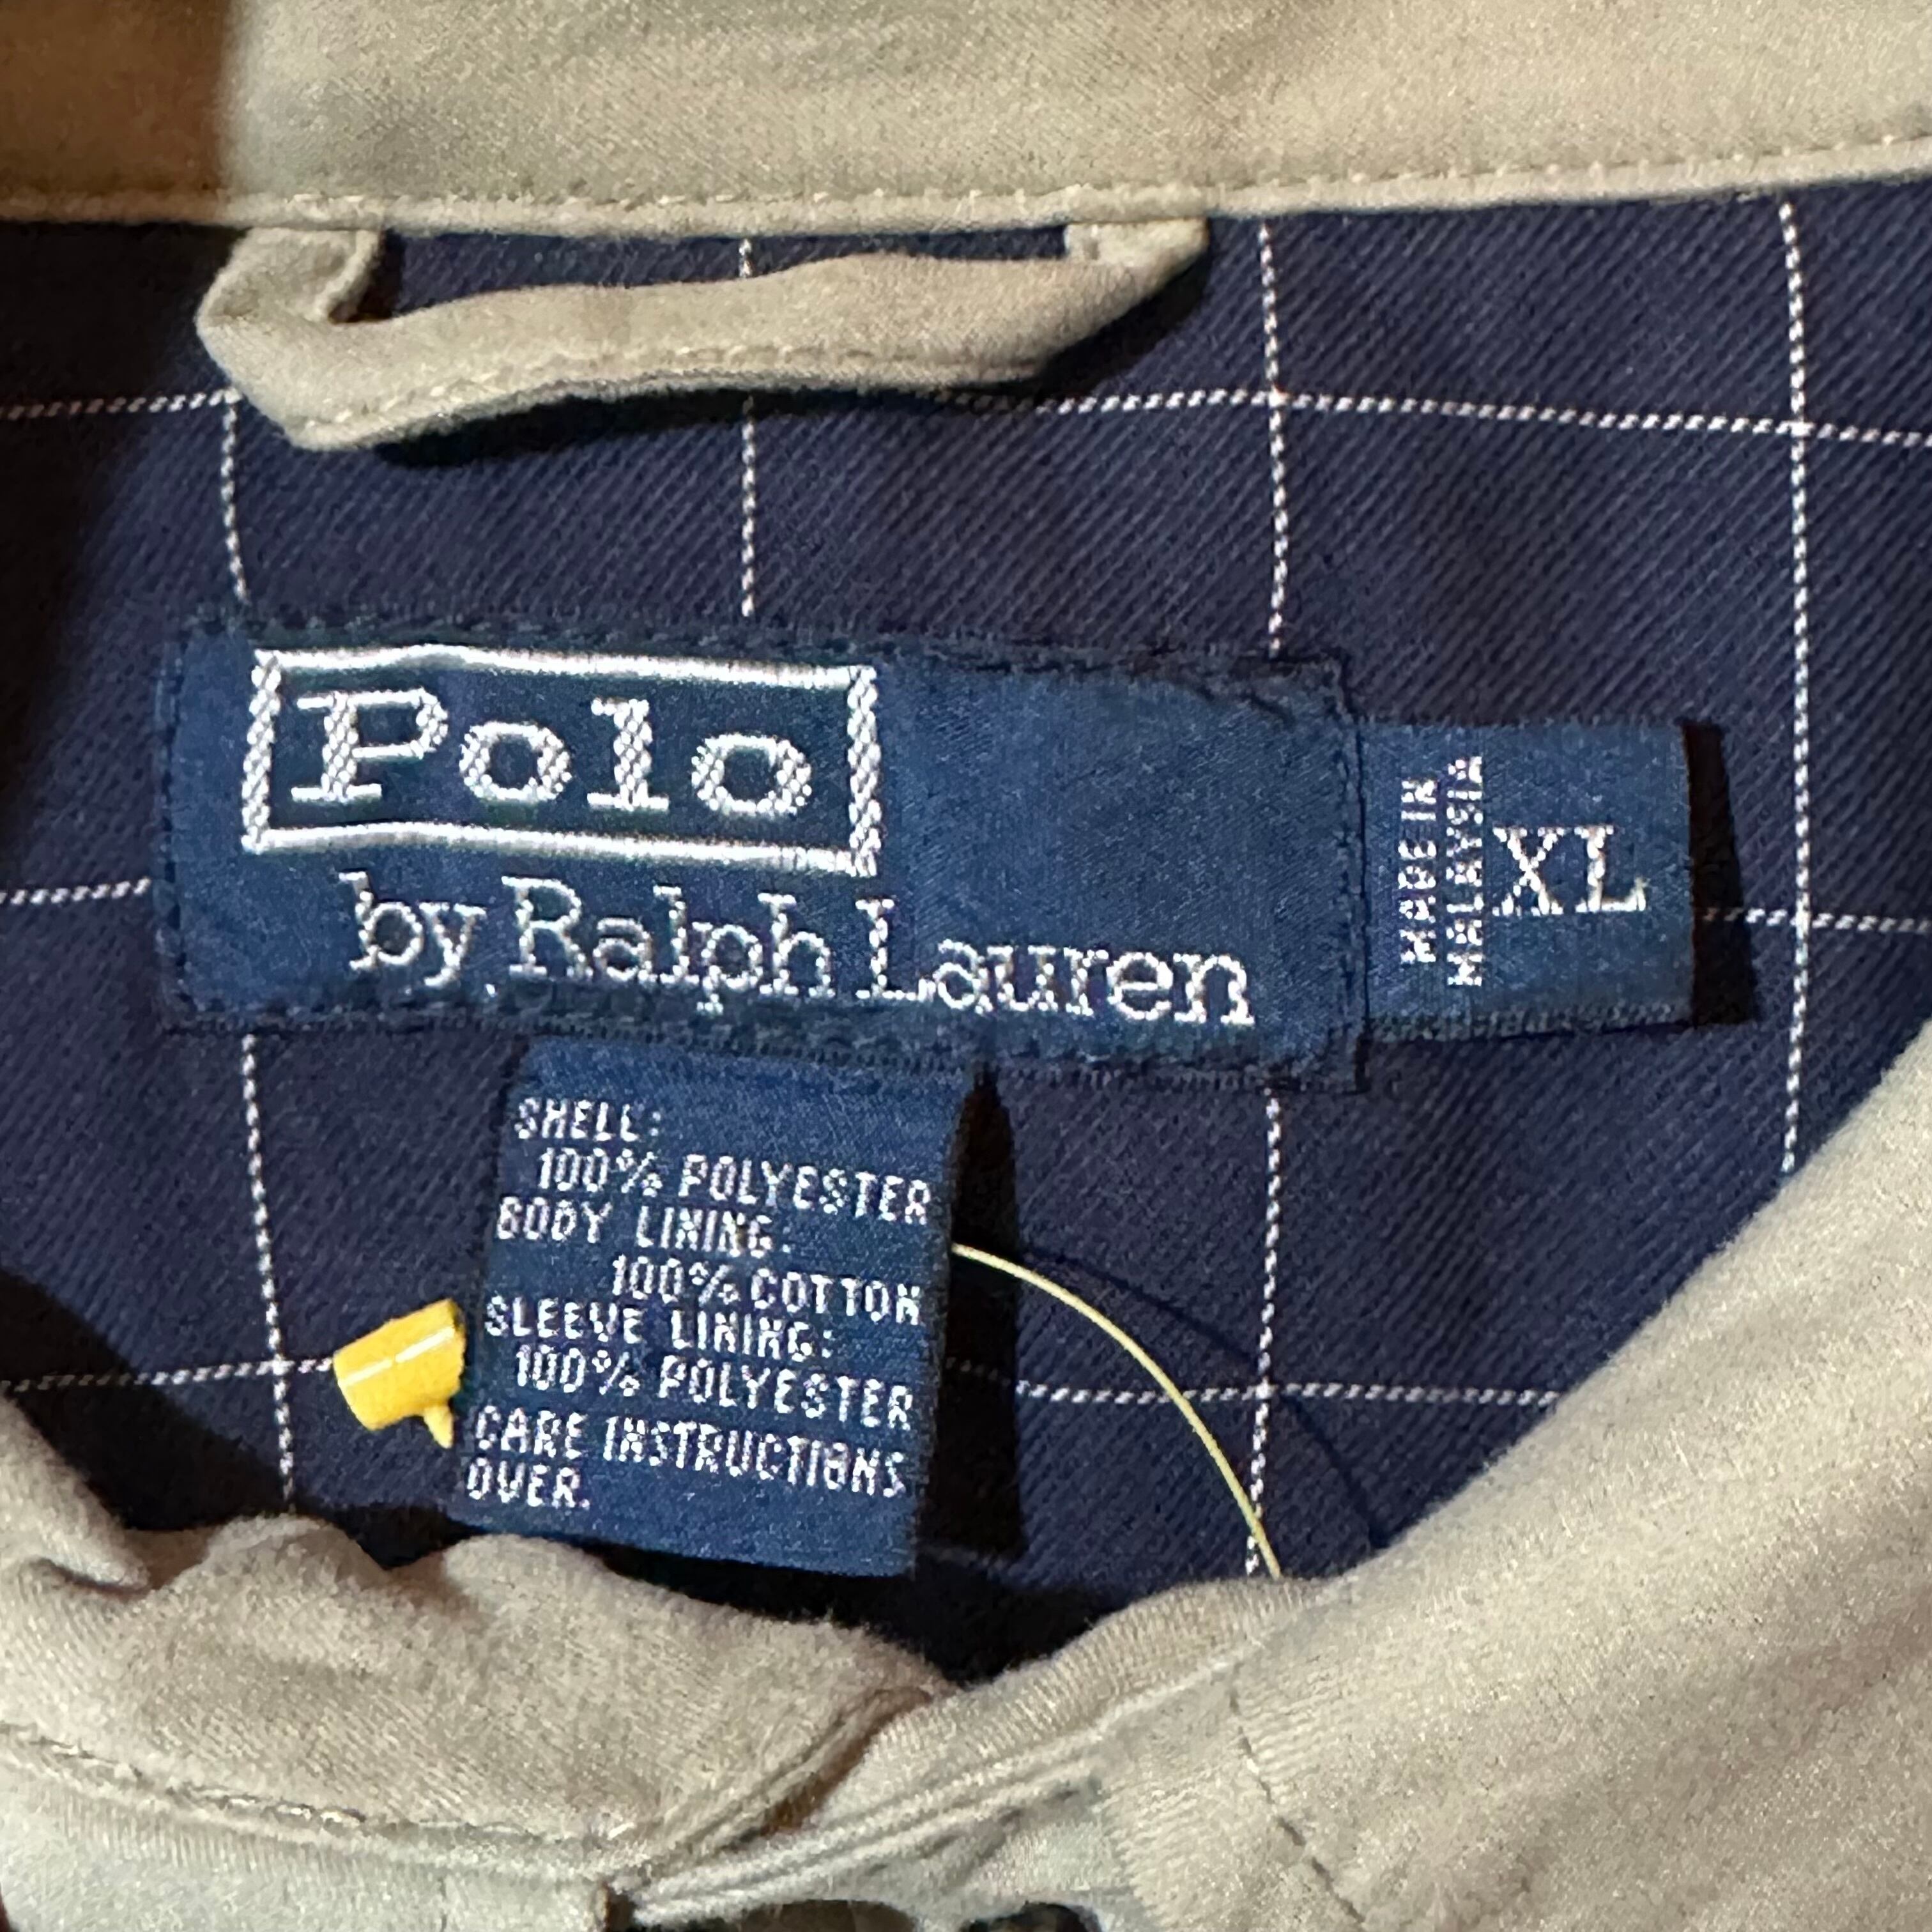 Polo
by Ralph Lauren
MADE IN
MALAYSIA
XL
SHELL:
100% POLYESTER
BODY LINING:
100% COTTON
SLEEVE LINING:
100% POLYESTER
CARE INSTRUCTIONS
OVER.